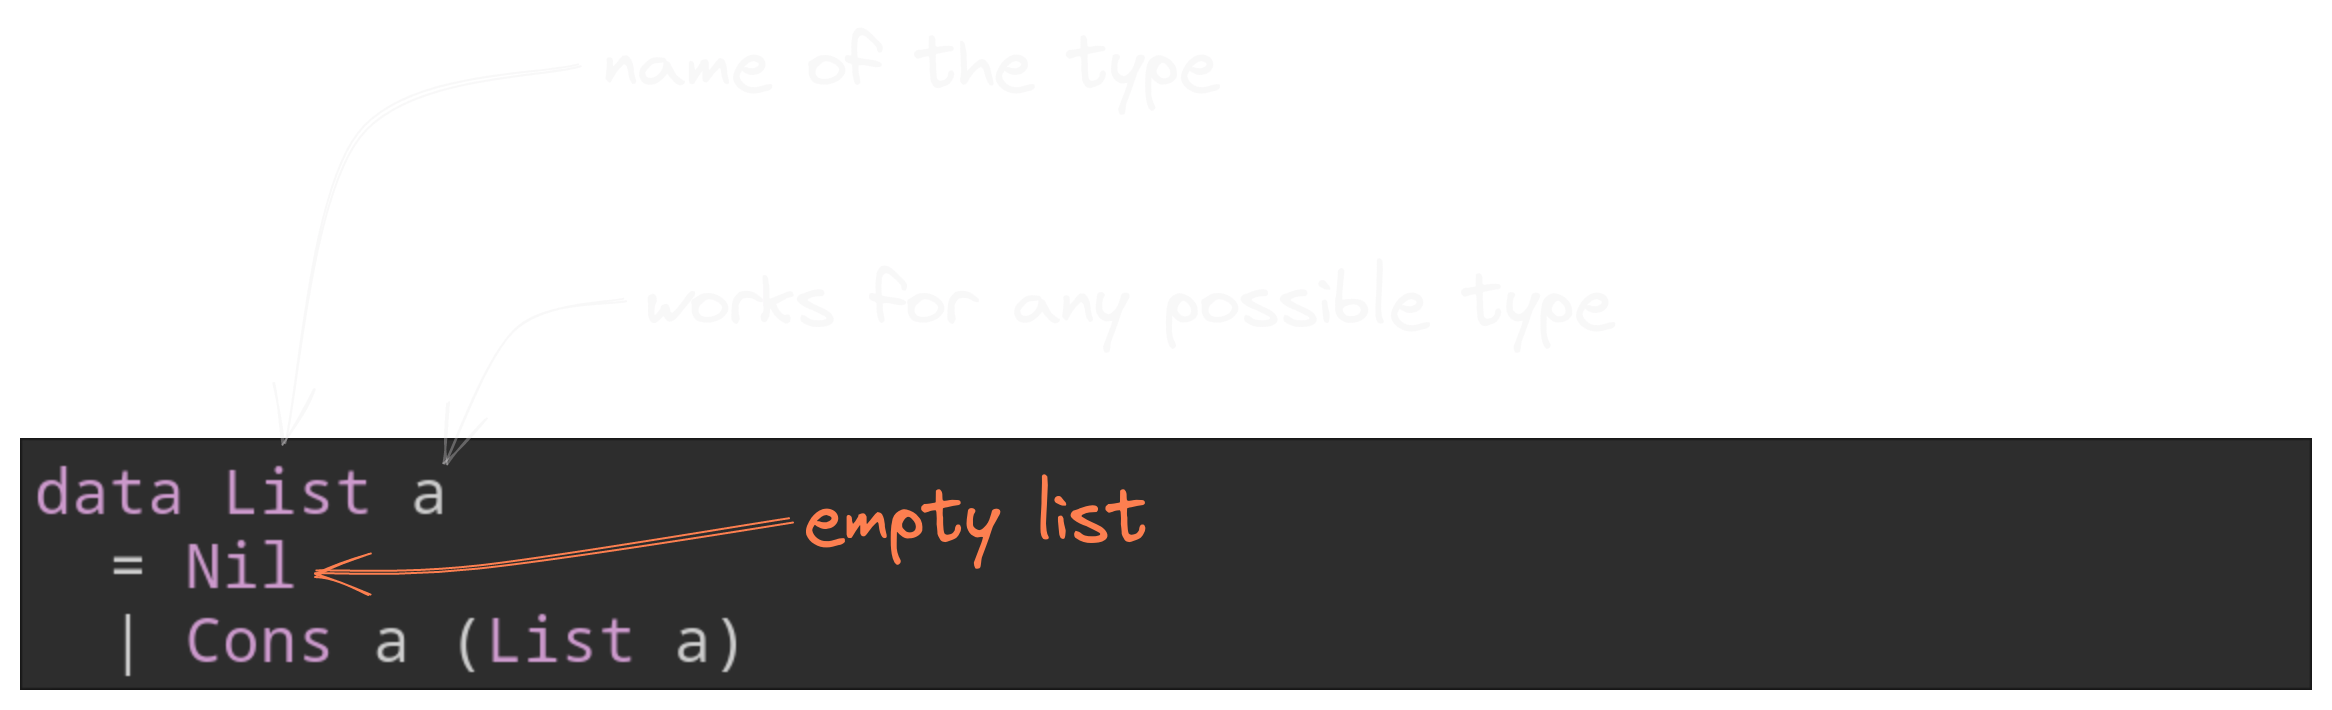 name of the type
works for any possible type
data List a
empty list
= Nil
| Cons a (List a)